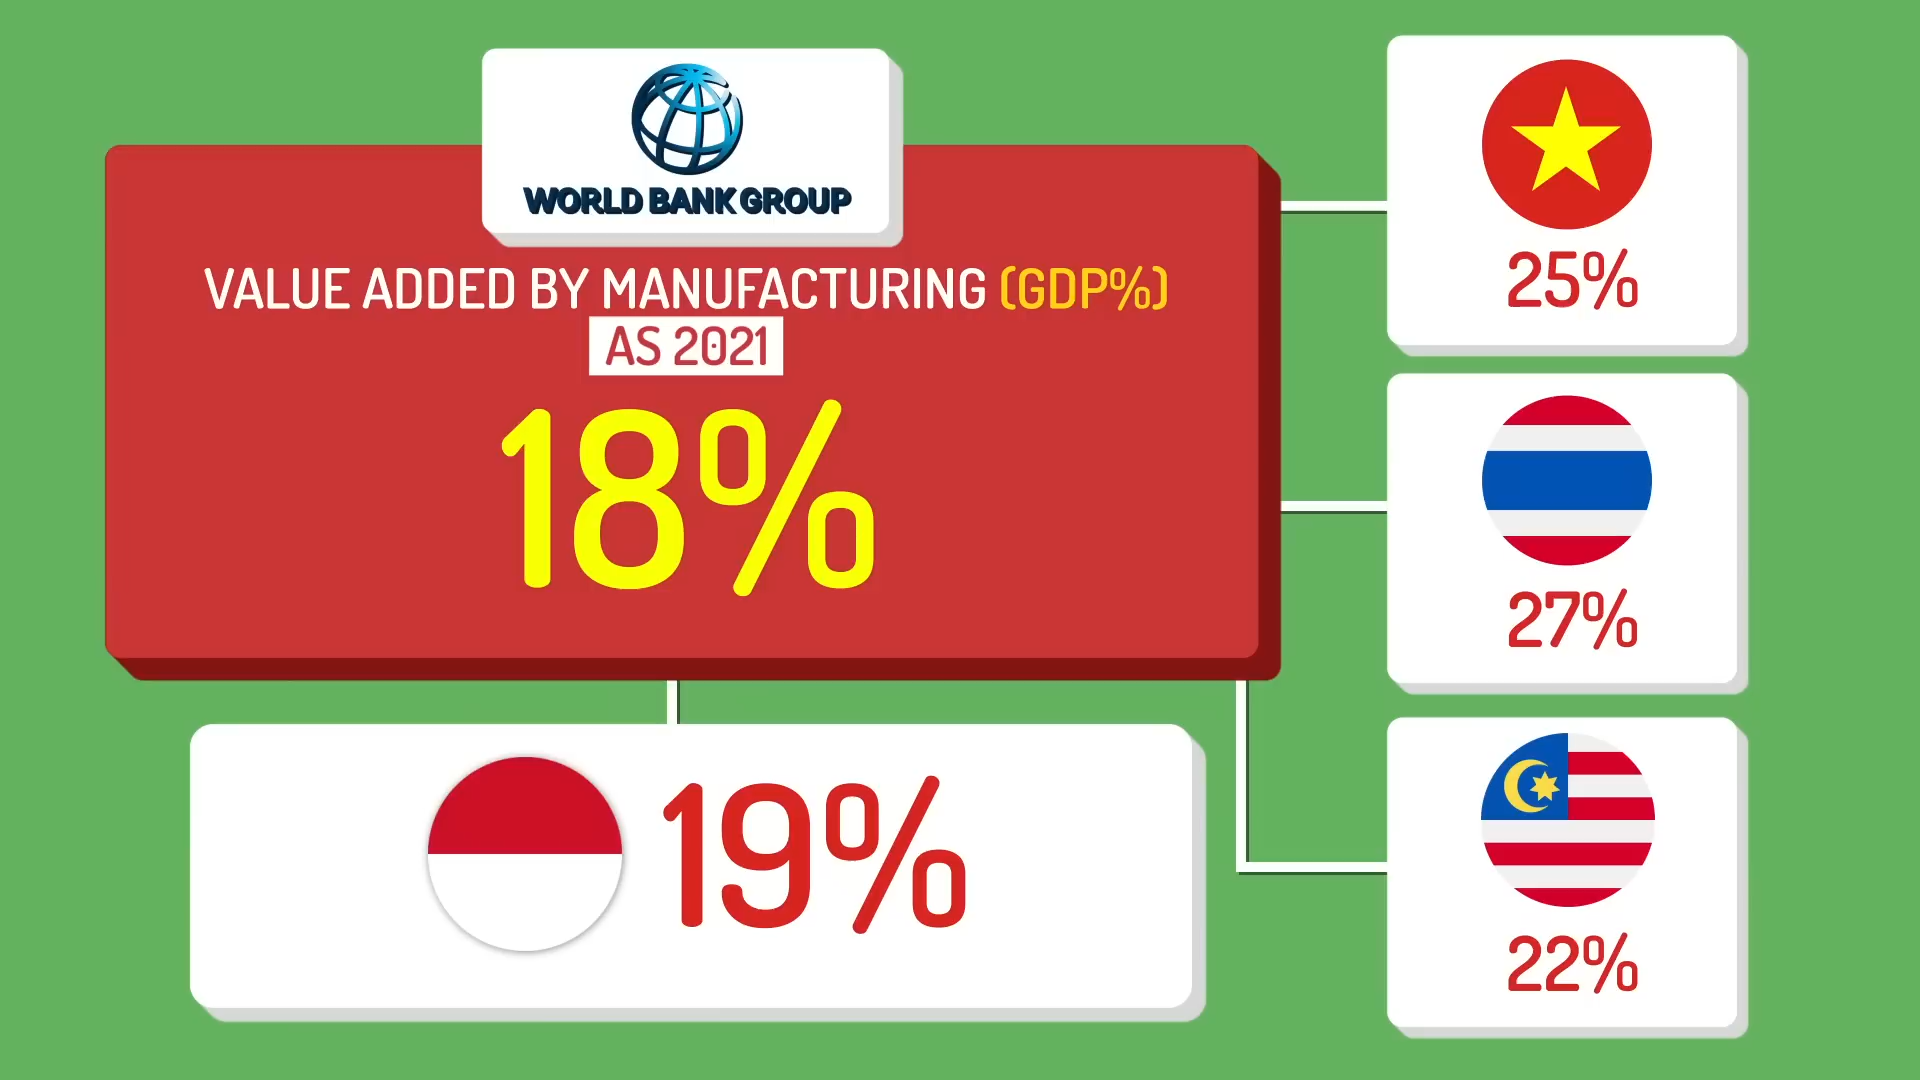 WORLD BANK GROUP
VALUE ADDED BY MANUFACTURING (GDP%)
AS 2021
18%
19%
25%
27%
22%